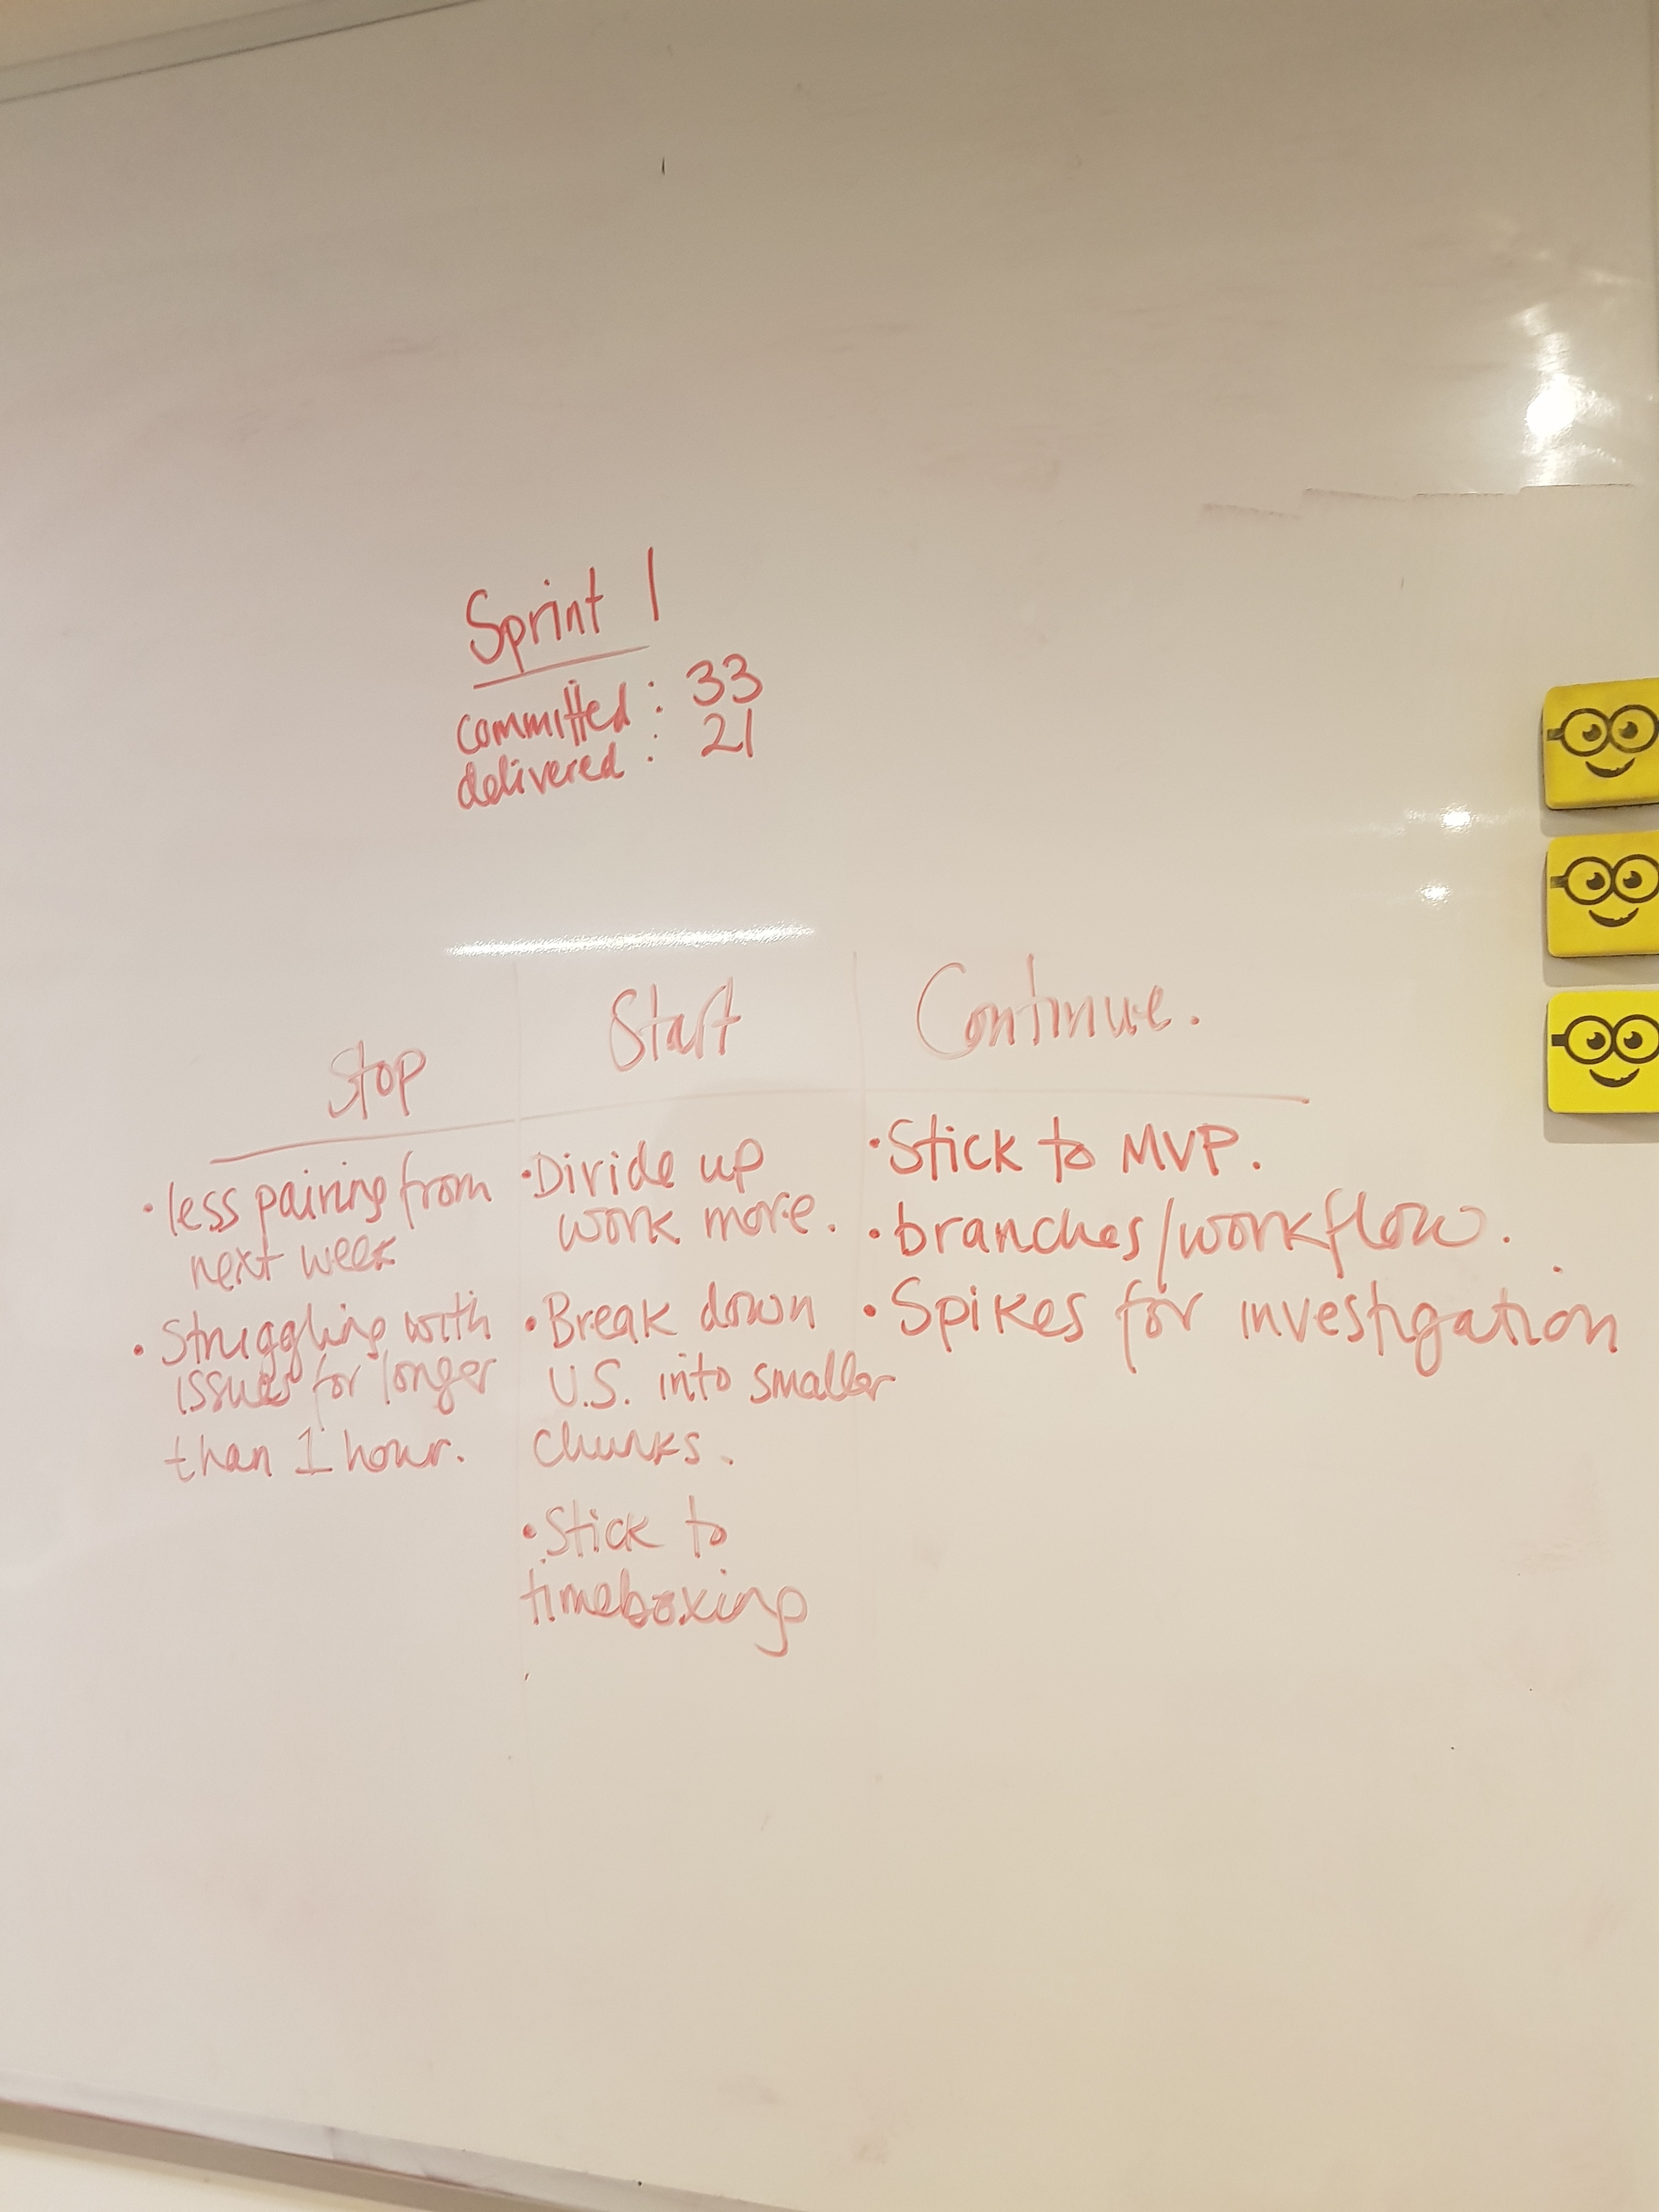 Sprint 1
committed : 33
delivered : 21
Stop
• less pairing from
next week
• Struggling with
issues for longer
than 1 hour.
Start
• Divide up
work more.
• Break down
U.S. into smaller
chunks.
• Stick to
timeboxing
Continue.
• Stick to MVP.
• branches/workflow.
• Spikes for investigation